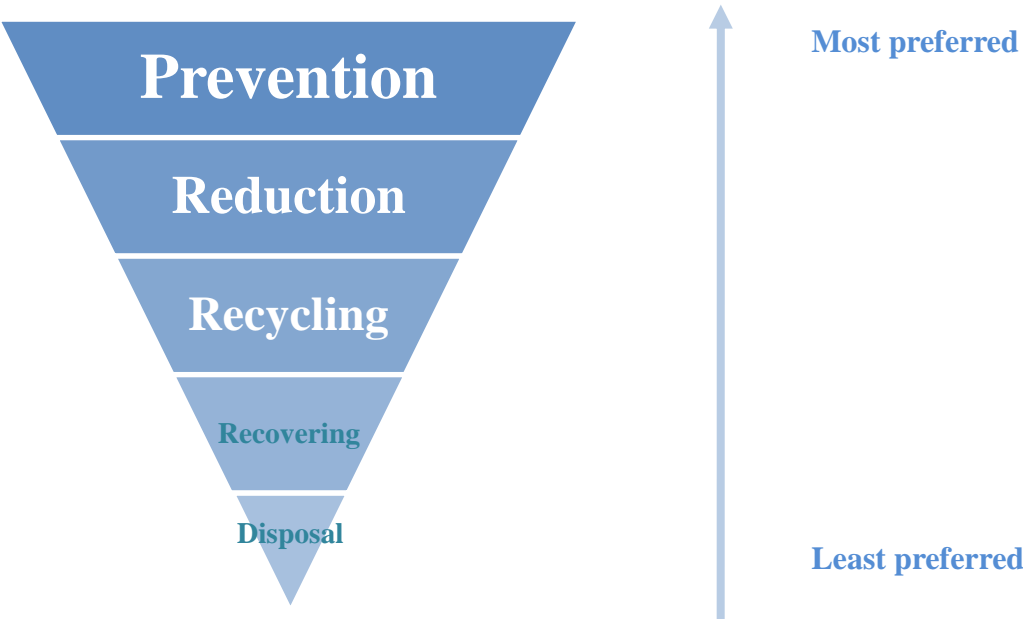 Prevention
Most preferred
Reduction
Recycling
Recovering
Disposal
Least preferred